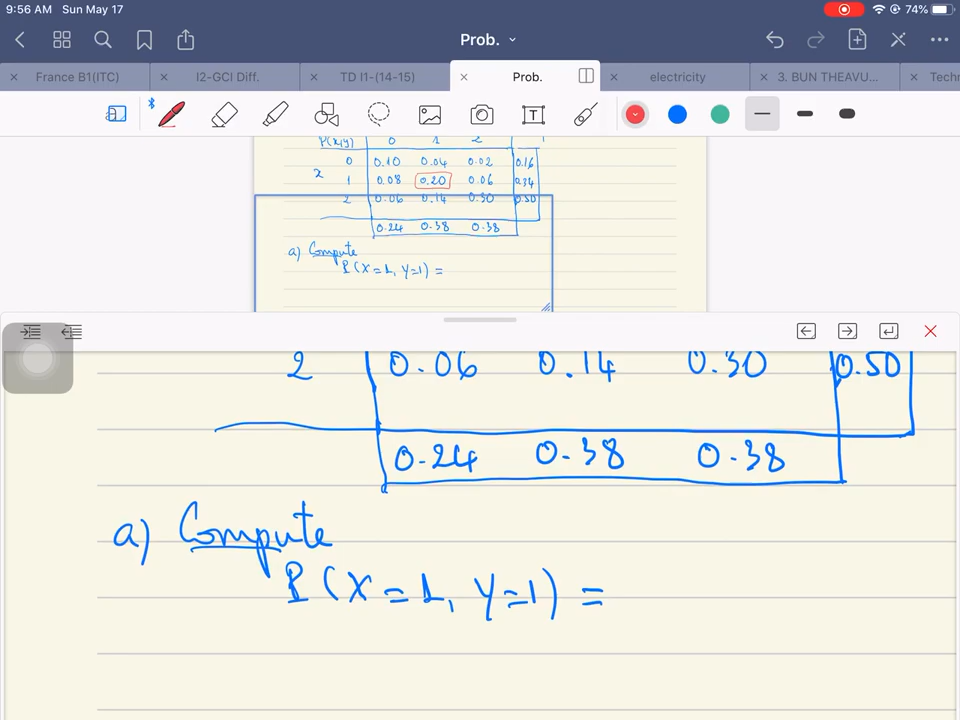 9:56 AM Sun May 17
74%
Prob.
France B1(ITC)
I2-GCI Diff.
TD I1-(14-15)
Prob.
electricity
3. BUN THEAVU...
Techn
P(x,y) 0 1 2
0 0.10 0.04 0.02 0.16
x 1 0.08 0.20 0.06 0.34
2 0.06 0.14 0.30 0.50
0.24 0.38 0.38
a) Compute
P(X=1, Y=1) =
2 0.06 0.14 0.30 0.50
0.24 0.38 0.38
a) Compute
P(X=1, Y=1) =